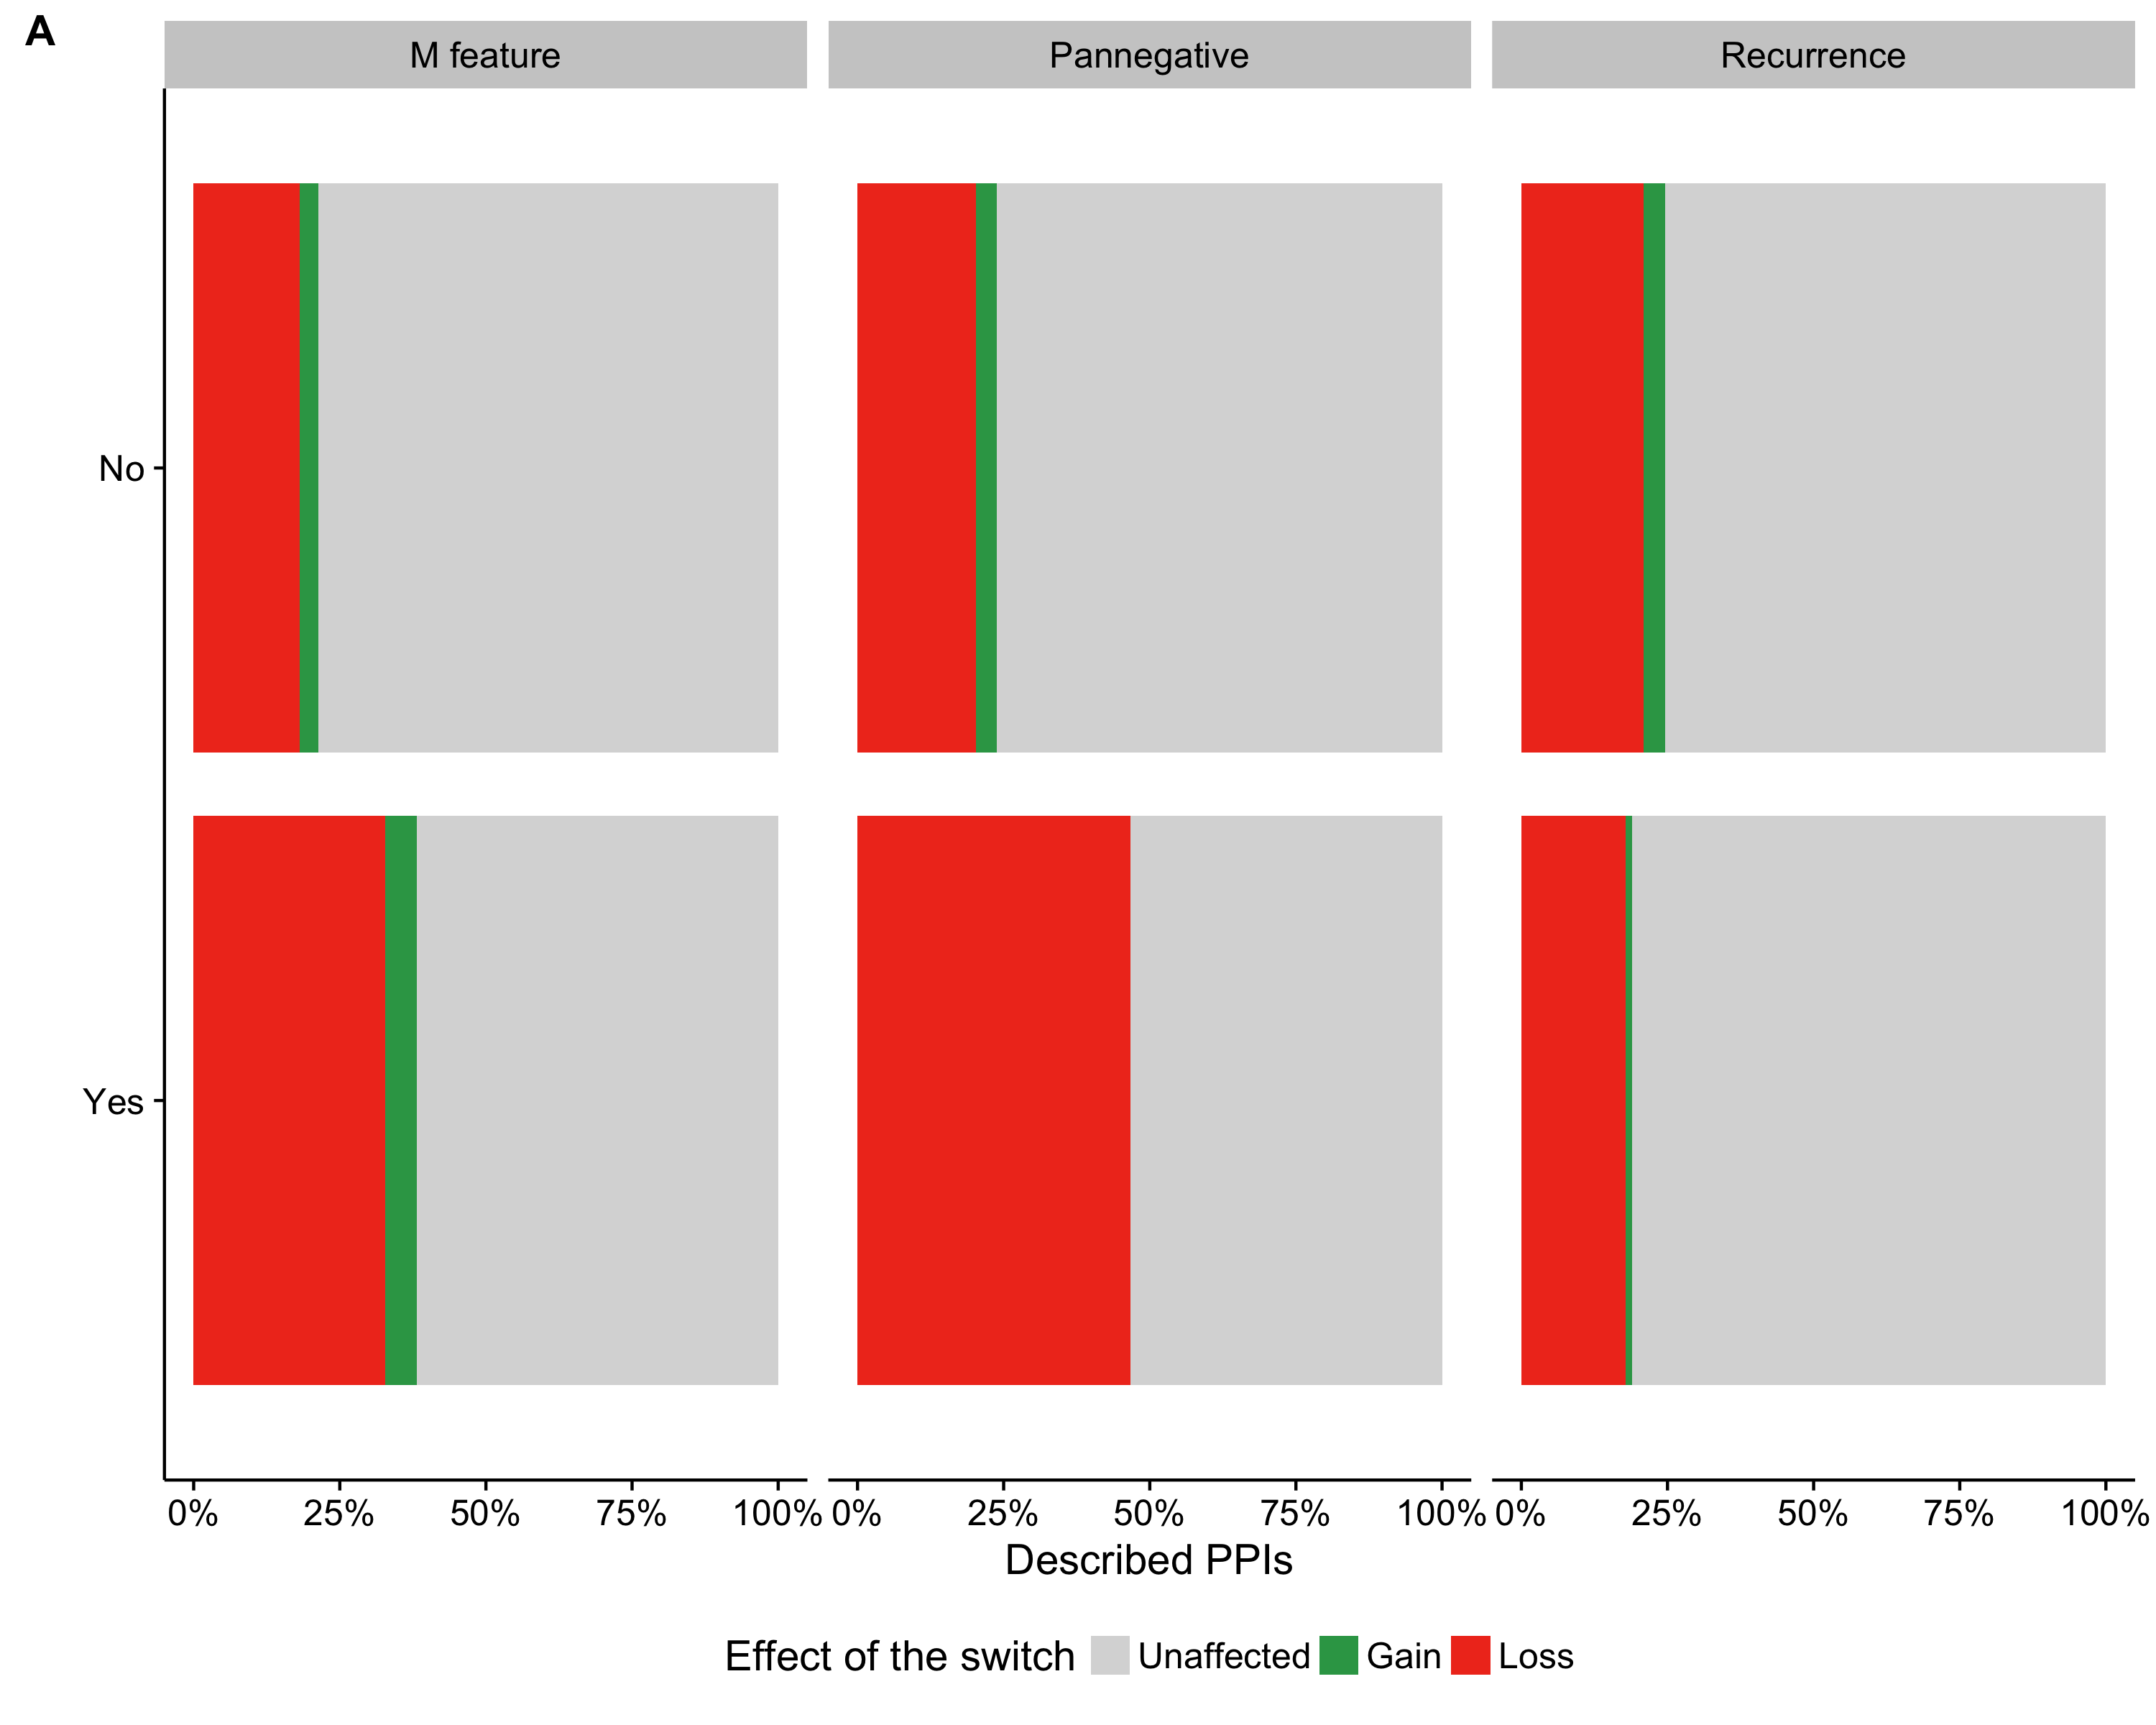 A
M feature
Pannegative
Recurrence
No
Yes
0% 25% 50% 75% 100% 0% 25% 50% 75% 100% 0% 25% 50% 75% 100%
Described PPIs
Effect of the switch Unaffected Gain Loss